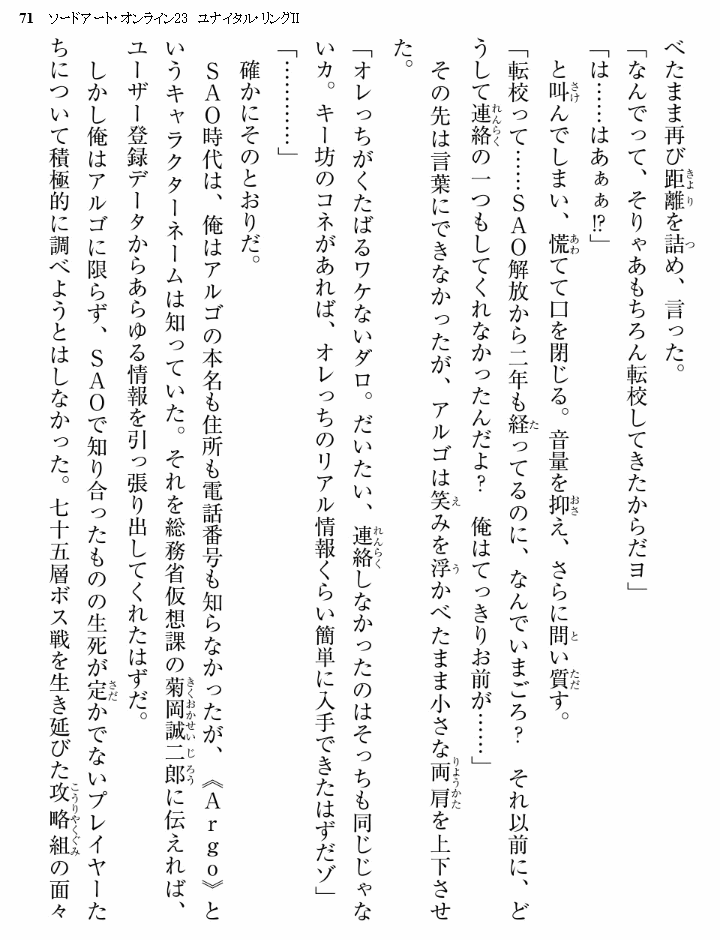 71 ソードアート・オンライン23 ユナイタル・リングⅡ
べたまま再び距離を詰め、言った。
「なんでって、そりゃあもちろん転校してきたからだヨ」
「は……はあぁぁ!?」
と叫んでしまい、慌てて口を閉じる。音量を抑え、さらに問い質す。
「転校って……ＳＡＯ解放から二年も経ってるのに、なんでいまごろ？　それ以前に、ど
うして連絡の一つもしてくれなかったんだよ？　俺はてっきりお前が……」
その先は言葉にできなかったが、アルゴは笑みを浮かべたまま小さな両肩を上下させ
た。
「オレっちがくたばるワケないダロ。だいたい、連絡しなかったのはそっちも同じじゃな
いカ。キー坊のコネがあれば、オレっちのリアル情報くらい簡単に入手できたはずだゾ」
「…………」
確かにそのとおりだ。
ＳＡＯ時代は、俺はアルゴの本名も住所も電話番号も知らなかったが、《Ａｒｇｏ》と
いうキャラクターネームは知っていた。それを総務省仮想課の菊岡誠二郎に伝えれば、
ユーザー登録データからあらゆる情報を引っ張り出してくれたはずだ。
しかし俺はアルゴに限らず、ＳＡＯで知り合ったものの生死が定かでないプレイヤーた
ちについて積極的に調べようとはしなかった。七十五層ボス戦を生き延びた攻略組の面々